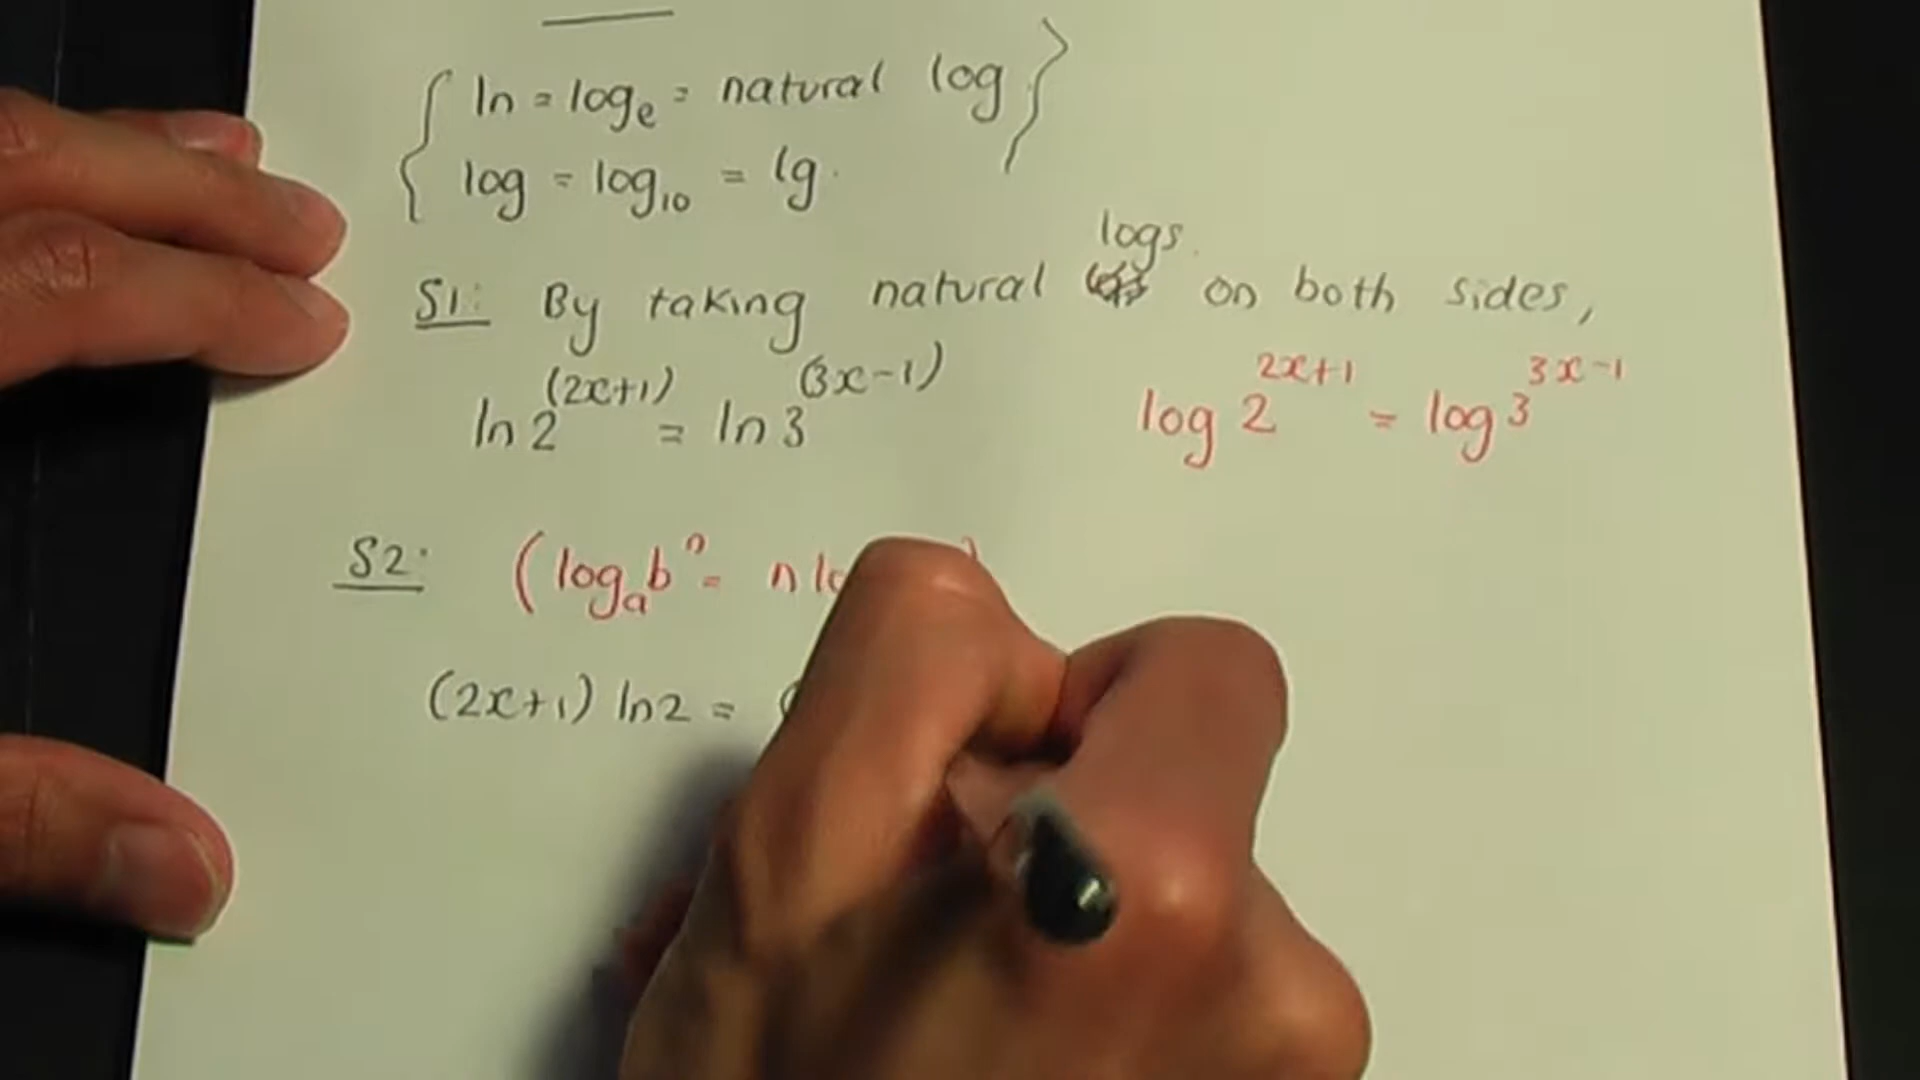 ln = logₑ = natural log
log = log₁₀ = lg.
logs.
S1: By taking natural on both sides,
ln 2^(2x+1) = ln 3^(3x-1)
log 2^2x+1 = log 3^3x-1
S2: (logₐbⁿ = n
(2x+1) ln2 =